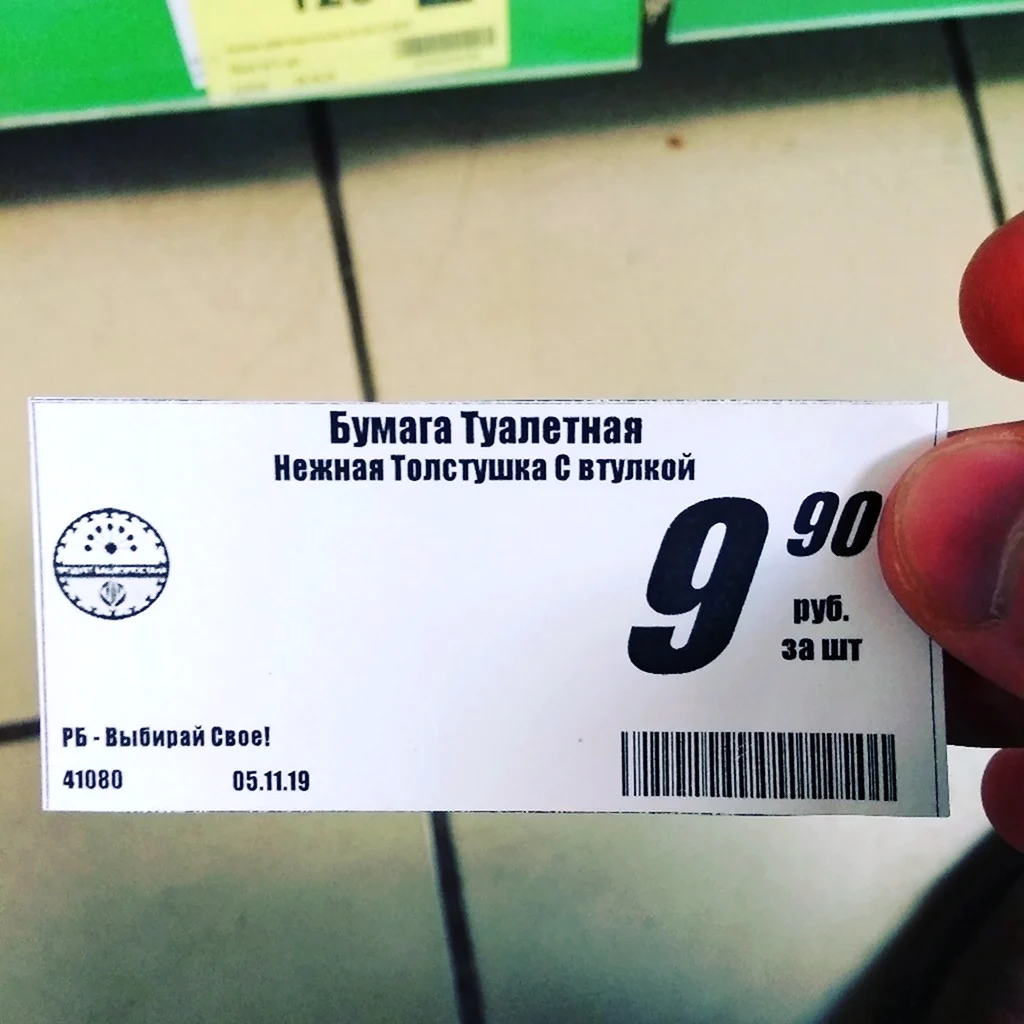 Бумага Туалетная
Нежная Толстушка С втулкой
9 90
руб.
за шт
РБ - Выбирай Свое!
41080 05.11.19